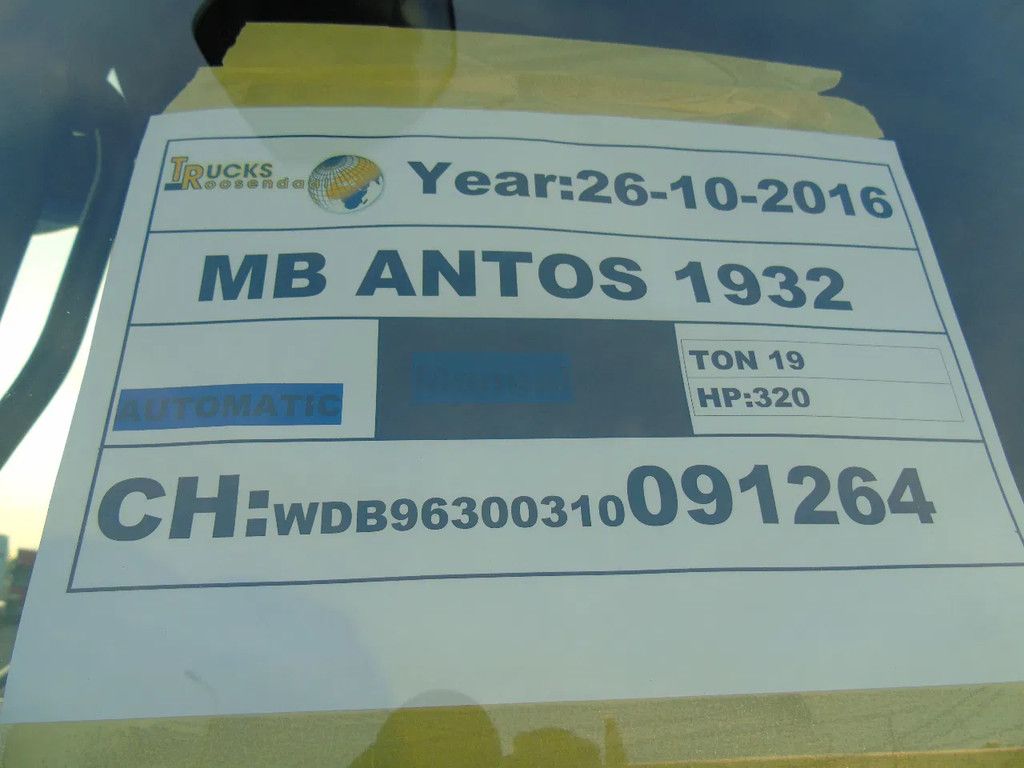 TRUCKS
Roosendaal
Year:26-10-2016
MB ANTOS 1932
AUTOMATIC
TON 19
HP:320
CH:WDB96300310091264